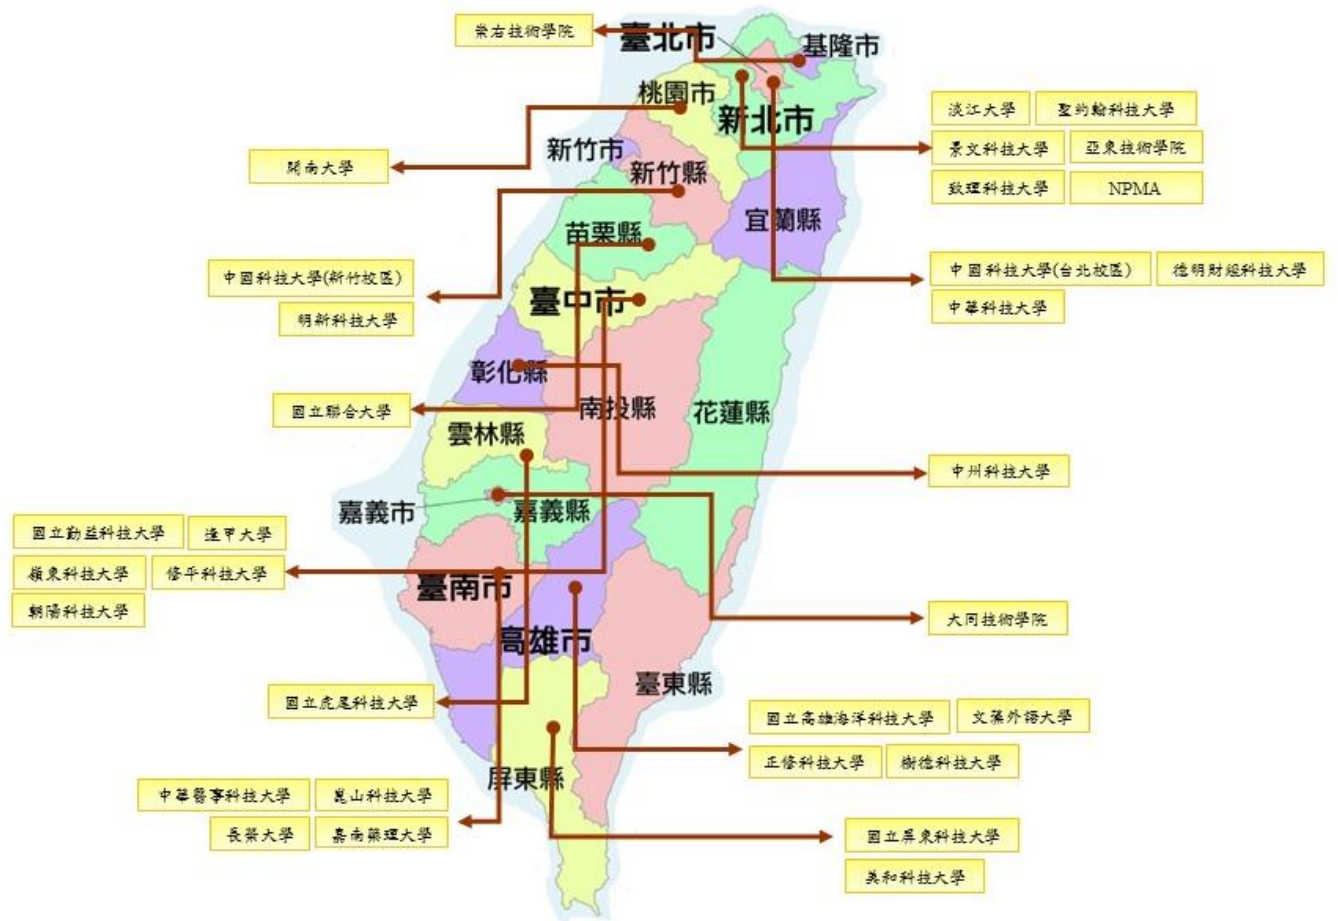 崇右技術學院
臺北市
基隆市
桃園市
新北市
淡江大學 聖約翰科技大學
景文科技大學 亞東技術學院
致理科技大學 NPMA
開南大學
新竹市
新竹縣
宜蘭縣
苗栗縣
中國科技大學(新竹校區)
明新科技大學
中國科技大學(台北校區) 德明財經科技大學
中華科技大學
臺中市
彰化縣
南投縣
花蓮縣
國立聯合大學
雲林縣
中州科技大學
嘉義市
嘉義縣
國立勤益科技大學 逢甲大學
嶺東科技大學 修平科技大學
朝陽科技大學
臺南市
高雄市
大同技術學院
臺東縣
國立虎尾科技大學
國立高雄海洋科技大學 文藻外語大學
正修科技大學 樹德科技大學
屏東縣
中華醫事科技大學 崑山科技大學
長榮大學 嘉南藥理大學
國立屏東科技大學
美和科技大學